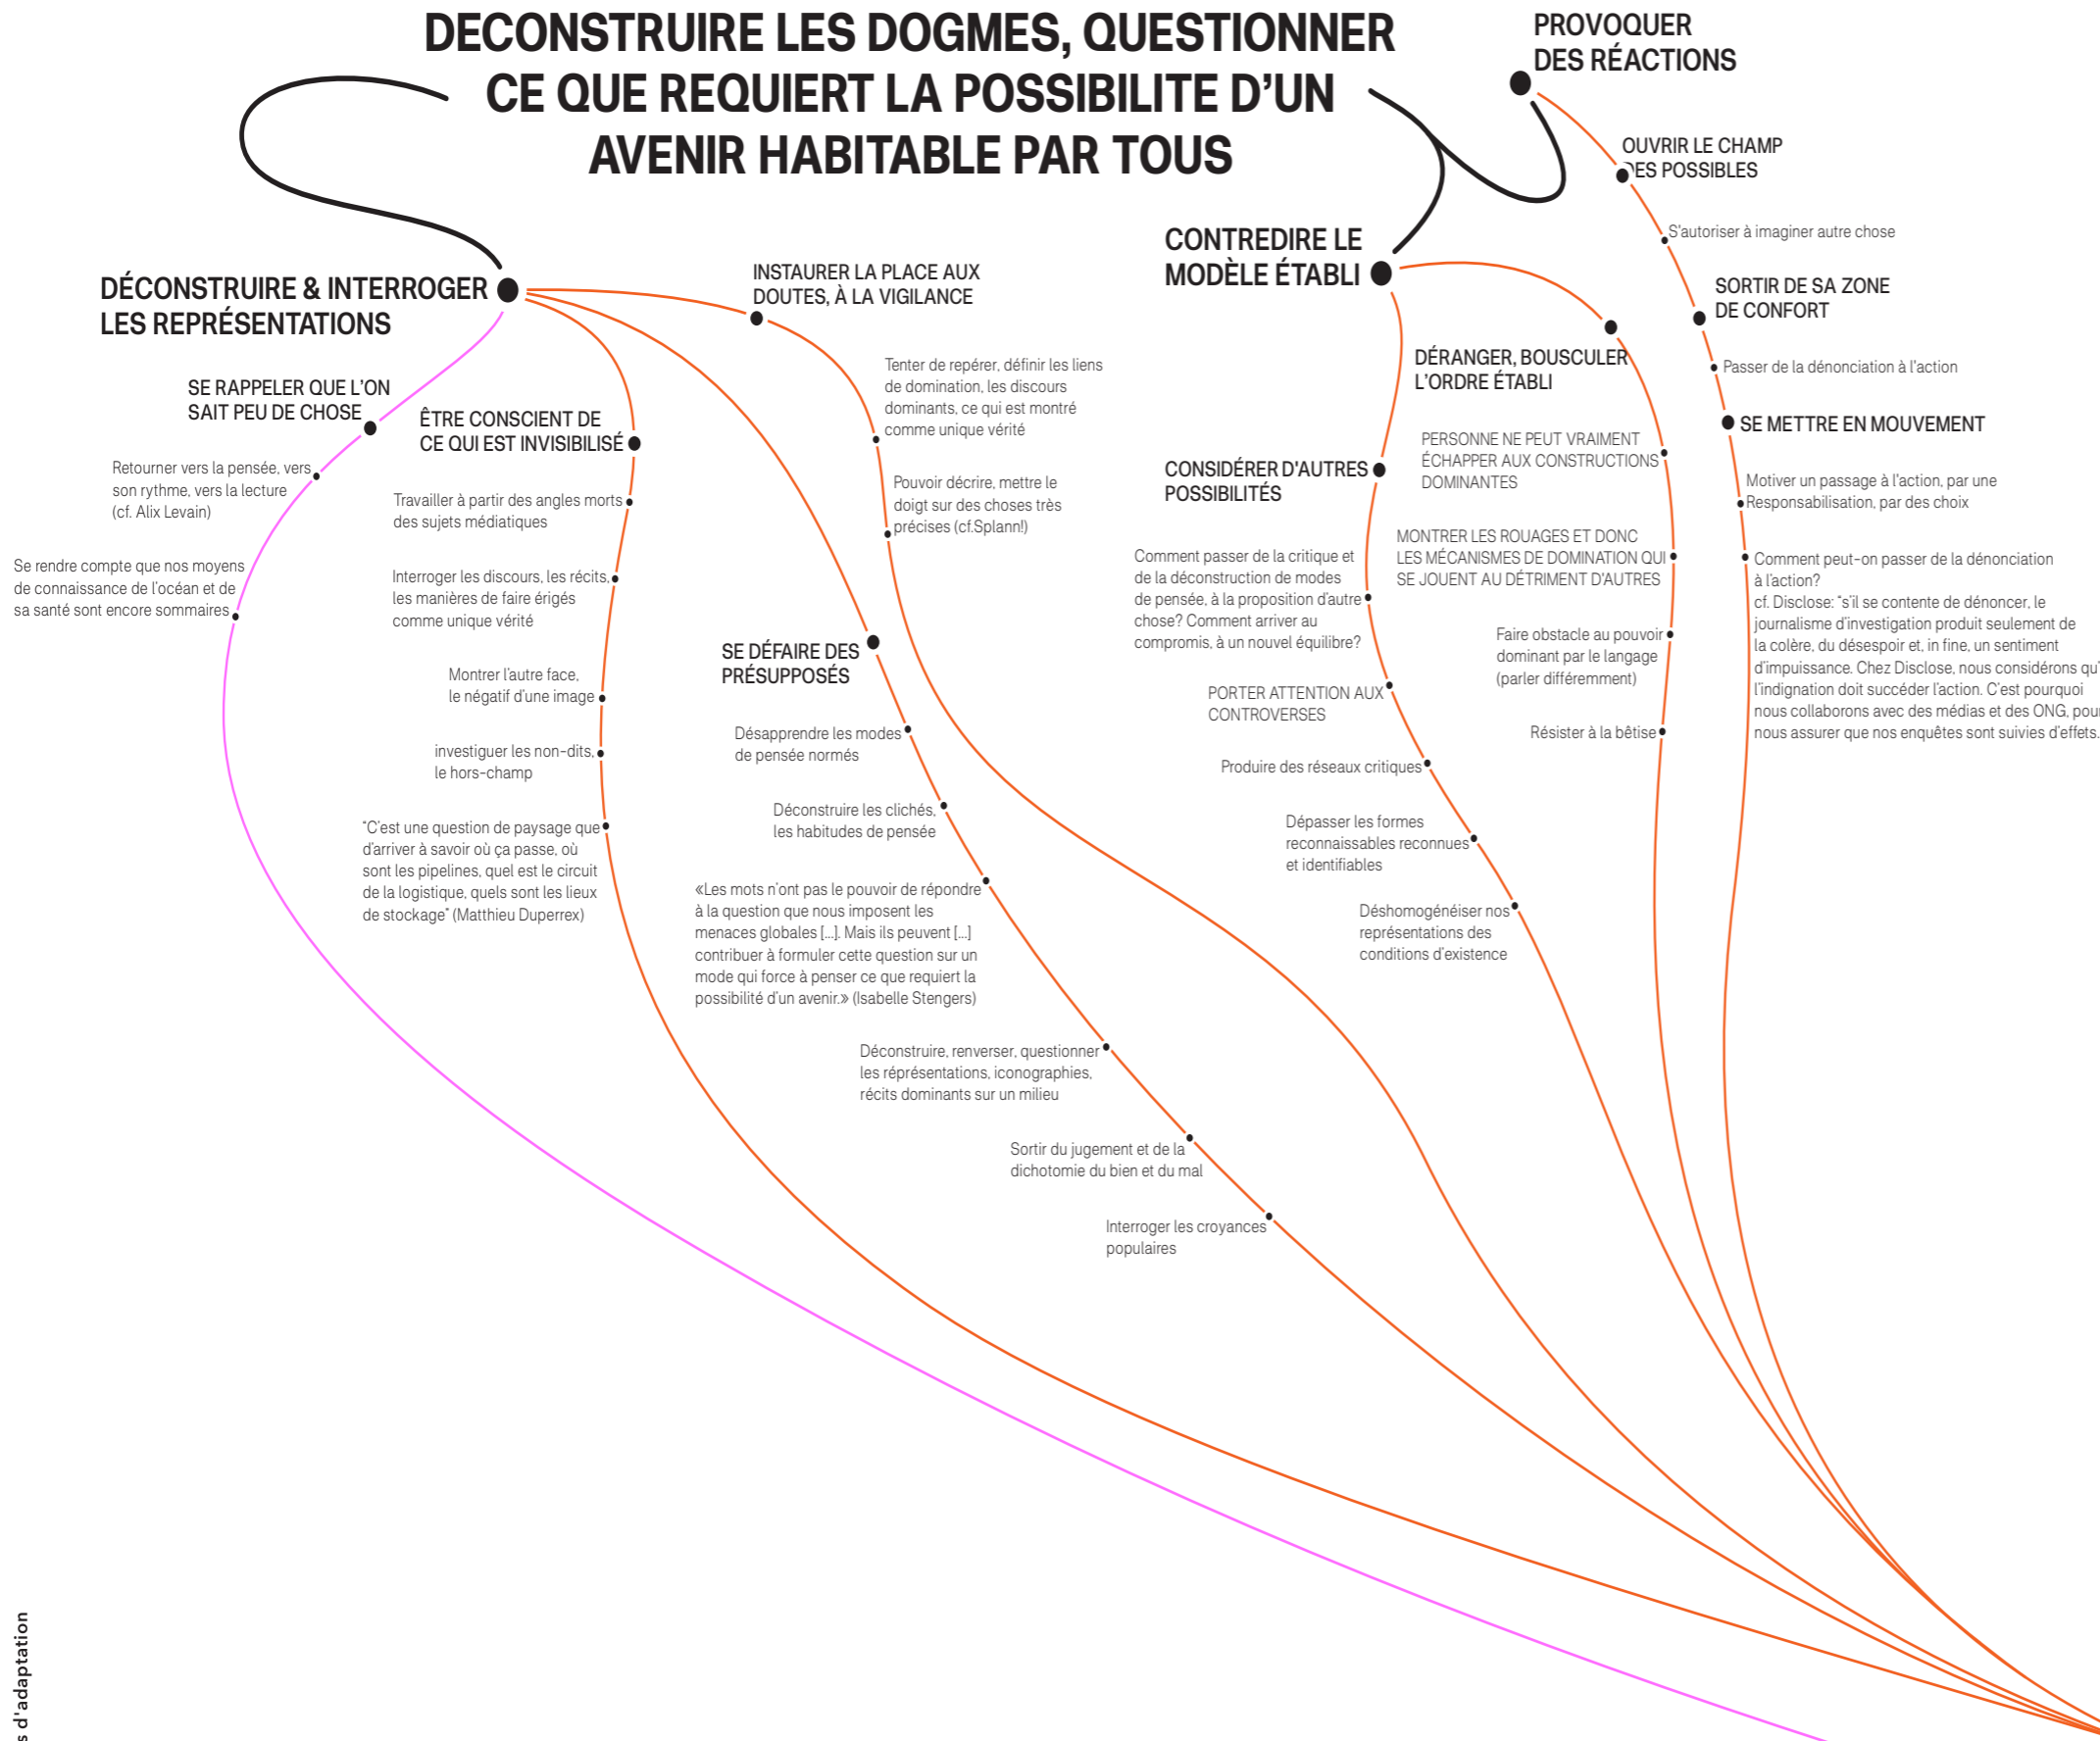 DECONSTRUIRE LES DOGMES, QUESTIONNER
CE QUE REQUIERT LA POSSIBILITE D'UN
AVENIR HABITABLE PAR TOUS
DÉCONSTRUIRE & INTERROGER
LES REPRÉSENTATIONS
SE RAPPELER QUE L'ON
SAIT PEU DE CHOSE
Retourner vers la pensée, vers
son rythme, vers la lecture
(cf. Alix Levain)
Se rendre compte que nos moyens
de connaissance de l'océan et de
sa santé sont encore sommaires
ÊTRE CONSCIENT DE
CE QUI EST INVISIBILISÉ
Travailler à partir des angles morts
des sujets médiatiques
Interroger les discours, les récits,
les manières de faire érigés
comme unique vérité
Montrer l'autre face,
le négatif d'une image
investiguer les non-dits,
le hors-champ
"C'est une question de paysage que
d'arriver à savoir où ça passe, où
sont les pipelines, quel est le circuit
de la logistique, quels sont les lieux
de stockage" (Matthieu Duperrex)
SE DÉFAIRE DES
PRÉSUPPOSÉS
Désapprendre les modes
de pensée normés
Déconstruire les clichés,
les habitudes de pensée
«Les mots n'ont pas le pouvoir de répondre
à la question que nous imposent les
menaces globales [...]. Mais ils peuvent [...]
contribuer à formuler cette question sur un
mode qui force à penser ce que requiert la
possibilité d'un avenir.» (Isabelle Stengers)
Déconstruire, renverser, questionner
les réprésentations, iconographies,
récits dominants sur un milieu
Sortir du jugement et de la
dichotomie du bien et du mal
Interroger les croyances
populaires
INSTAURER LA PLACE AUX
DOUTES, À LA VIGILANCE
Tenter de repérer, définir les liens
de domination, les discours
dominants, ce qui est montré
comme unique vérité
Pouvoir décrire, mettre le
doigt sur des choses très
précises (cf.Splann!)
CONTREDIRE LE
MODÈLE ÉTABLI
CONSIDÉRER D'AUTRES
POSSIBILITÉS
Comment passer de la critique et
de la déconstruction de modes
de pensée, à la proposition d'autre
chose? Comment arriver au
compromis, à un nouvel équilibre?
PORTER ATTENTION AUX
CONTROVERSES
Produire des réseaux critiques
Dépasser les formes
reconnaissables reconnues
et identifiables
Déshomogénéiser nos
représentations des
conditions d'existence
DÉRANGER, BOUSCULER
L'ORDRE ÉTABLI
PERSONNE NE PEUT VRAIMENT
ÉCHAPPER AUX CONSTRUCTIONS
DOMINANTES
MONTRER LES ROUAGES ET DONC
LES MÉCANISMES DE DOMINATION QUI
SE JOUENT AU DÉTRIMENT D'AUTRES
Faire obstacle au pouvoir
dominant par le langage
(parler différemment)
Résister à la bêtise
PROVOQUER
DES RÉACTIONS
OUVRIR LE CHAMP
DES POSSIBLES
S'autoriser à imaginer autre chose
SORTIR DE SA ZONE
DE CONFORT
Passer de la dénonciation à l'action
SE METTRE EN MOUVEMENT
Motiver un passage à l'action, par une
Responsabilisation, par des choix
Comment peut-on passer de la dénonciation
à l'action?
cf. Disclose: "s'il se contente de dénoncer, le
journalisme d'investigation produit seulement de
la colère, du désespoir et, in fine, un sentiment
d'impuissance. Chez Disclose, nous considérons qu'
l'indignation doit succéder l'action. C'est pourquoi
nous collaborons avec des médias et des ONG, pour
nous assurer que nos enquêtes sont suivies d'effets.
s d'adaptation